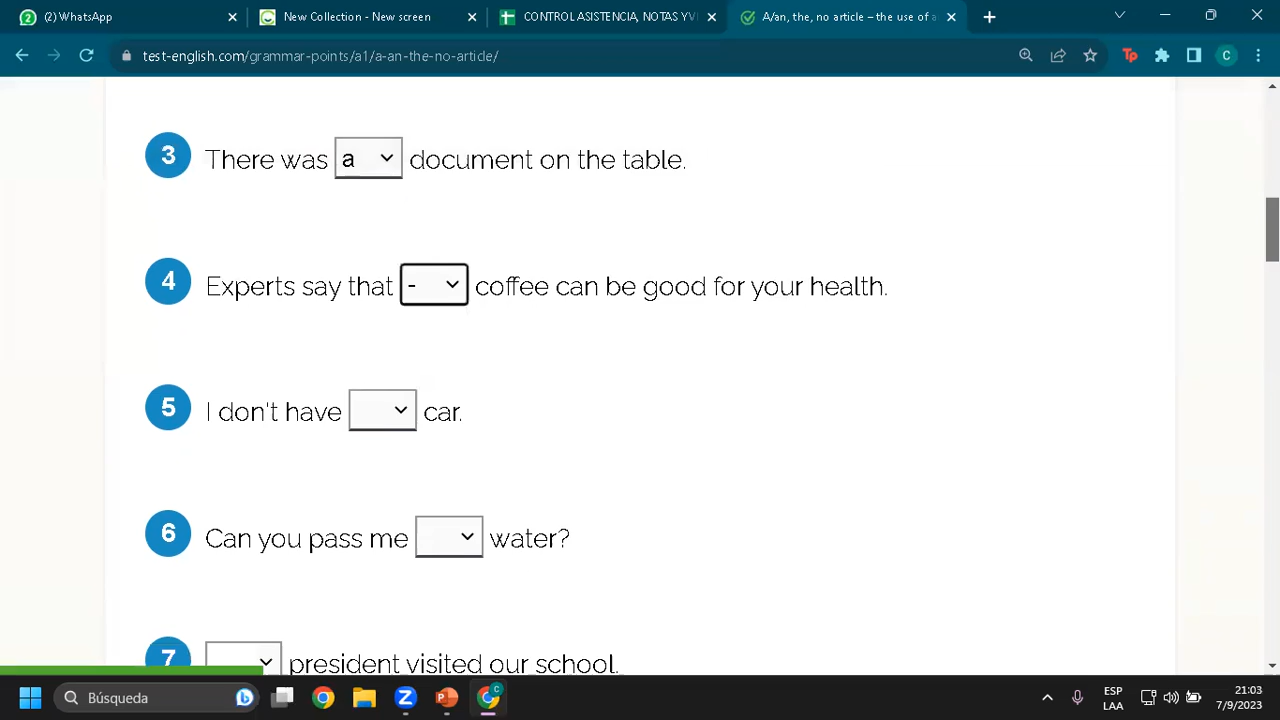 (2) WhatsApp
New Collection - New screen
CONTROL ASISTENCIA, NOTAS YVI
A/an, the, no article – the use of a
test-english.com/grammar-points/a1/a-an-the-no-article/
Tp
C
3 There was a document on the table.
4 Experts say that - coffee can be good for your health.
5 I don't have car.
6 Can you pass me water?
7 president visited our school.
Búsqueda
ESP
LAA
21:03
7/9/2023